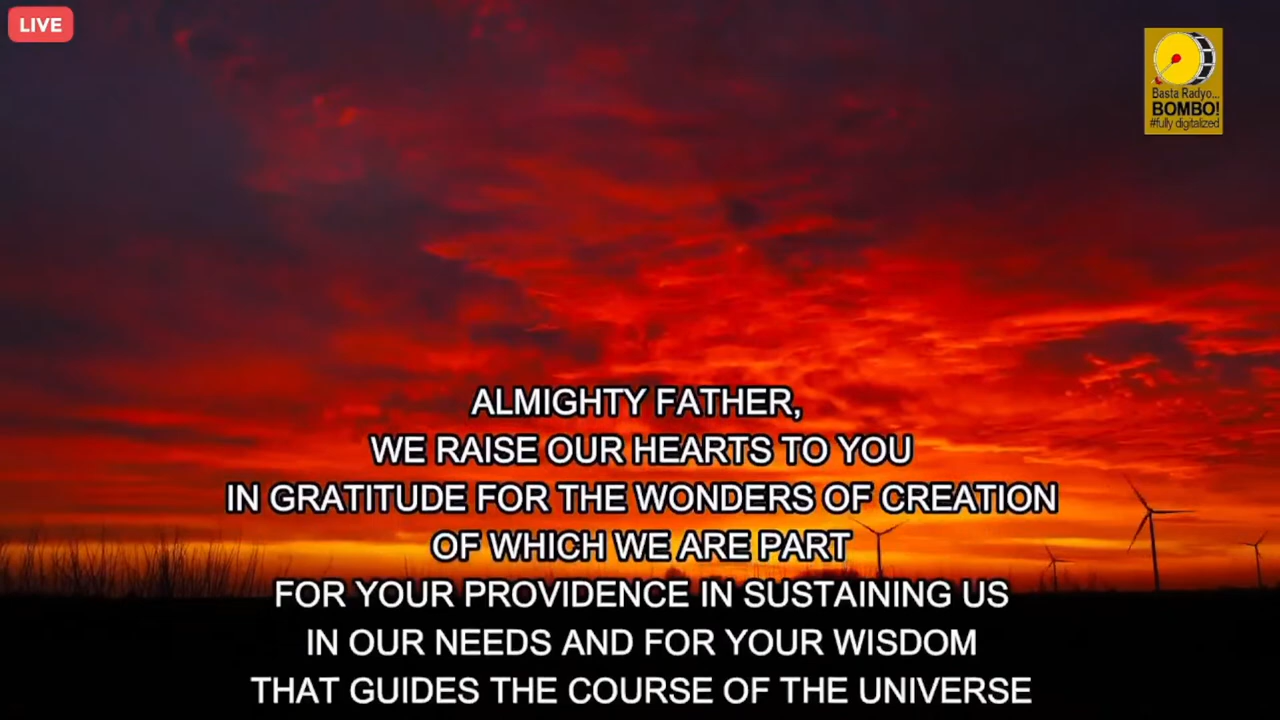 LIVE
Basta Radyo...
BOMBO!
#fully digitalized
ALMIGHTY FATHER,
WE RAISE OUR HEARTS TO YOU
IN GRATITUDE FOR THE WONDERS OF CREATION
OF WHICH WE ARE PART
FOR YOUR PROVIDENCE IN SUSTAINING US
IN OUR NEEDS AND FOR YOUR WISDOM
THAT GUIDES THE COURSE OF THE UNIVERSE